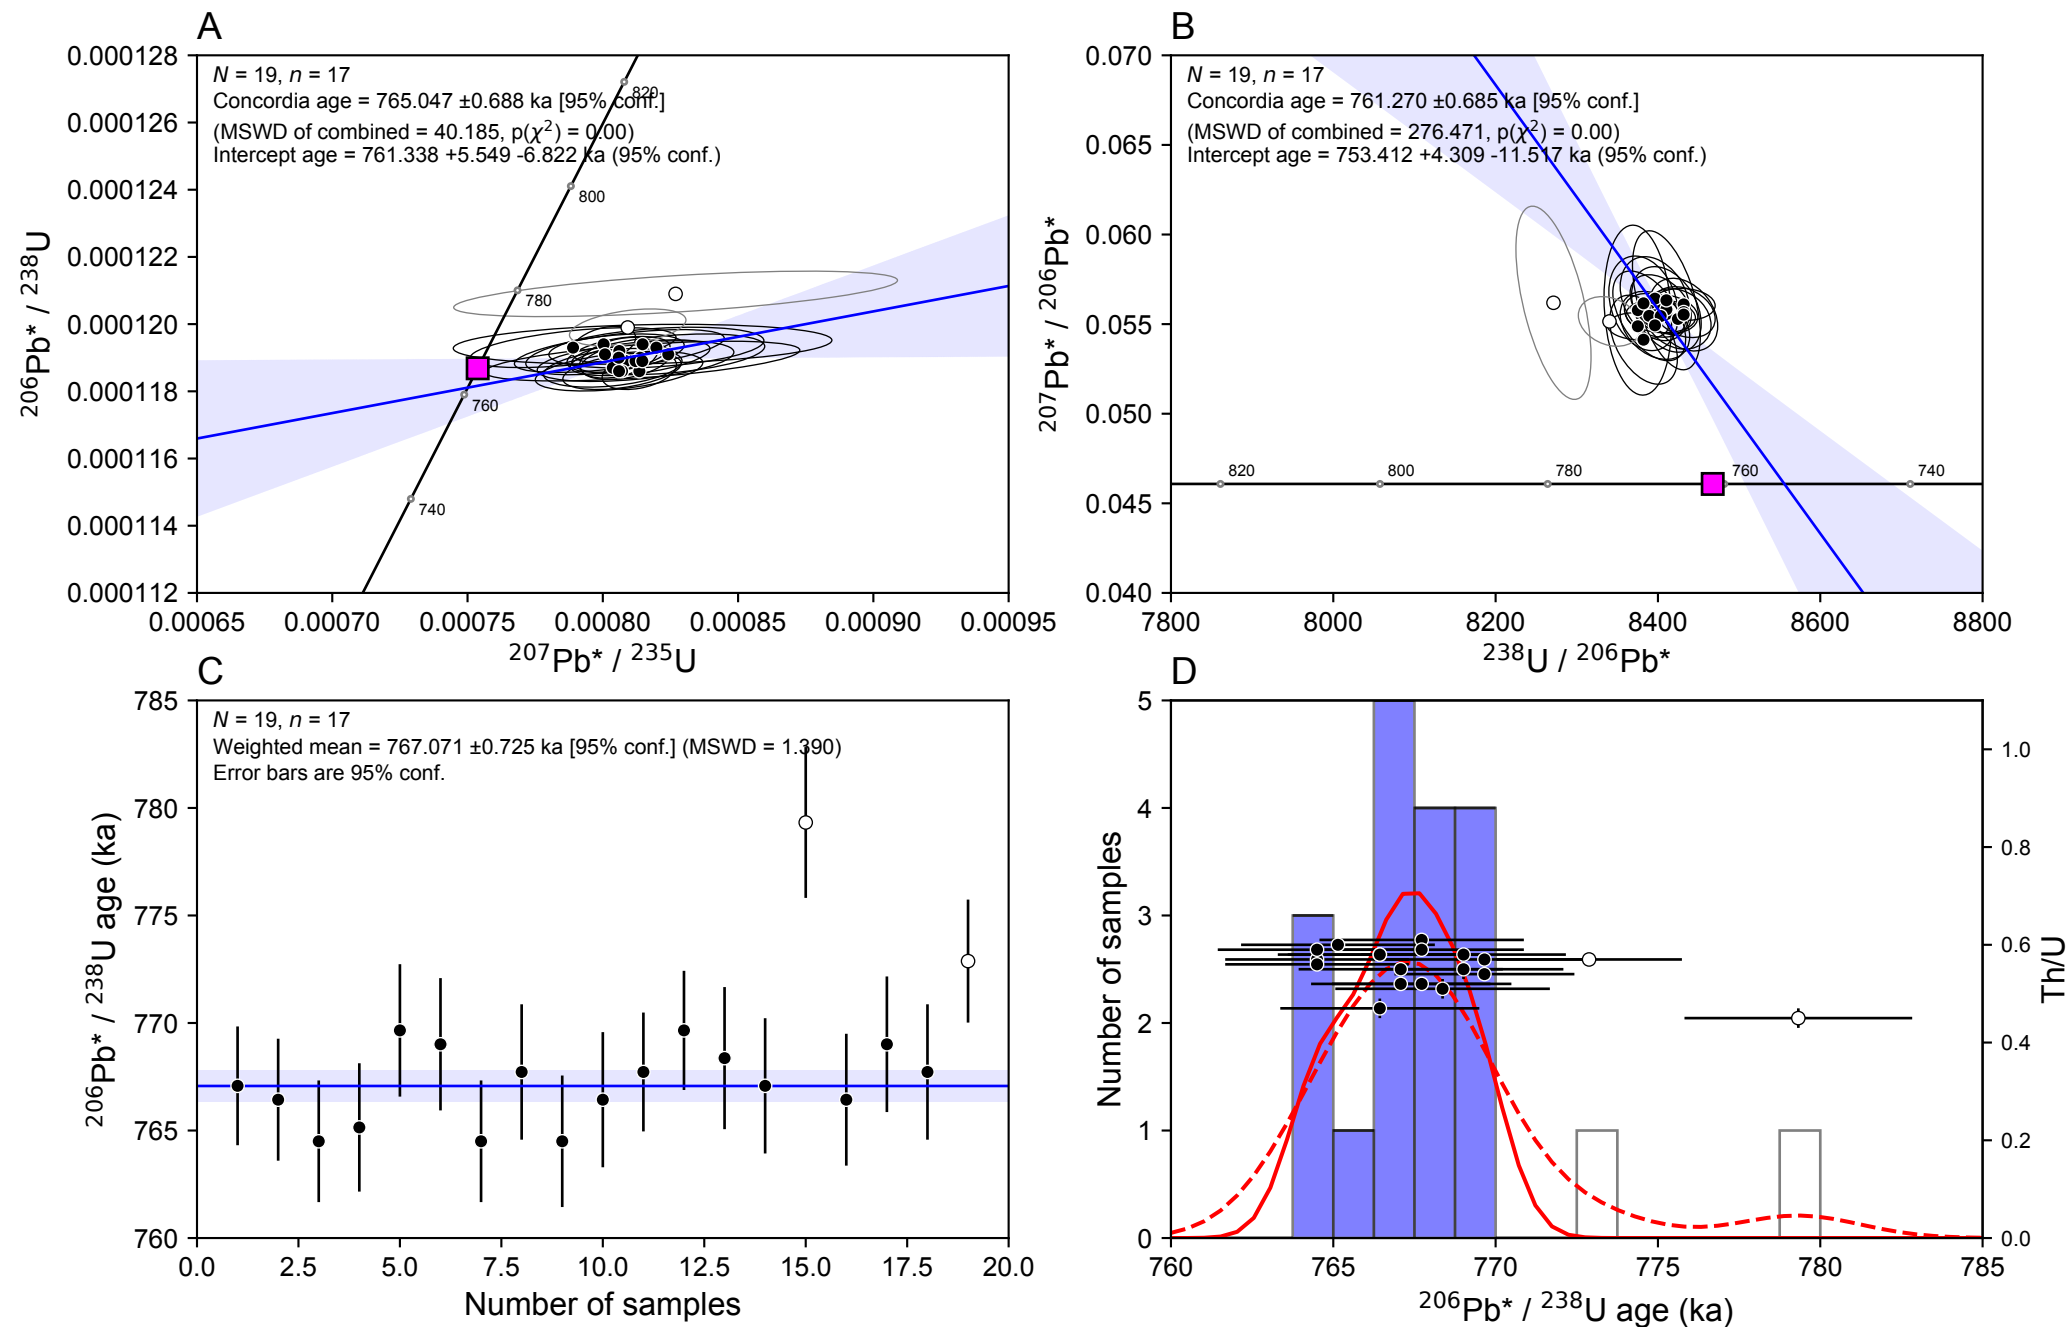 A
N = 19, n = 17
Concordia age = 765.047 ±0.688 ka [95% conf.]
(MSWD of combined = 40.185, p(χ²) = 0.00)
Intercept age = 761.338 +5.549 -6.822 ka (95% conf.)
0.000128
0.000126
0.000124
0.000122
0.000120
0.000118
0.000116
0.000114
0.000112
²⁰⁶Pb* / ²³⁸U
820
800
780
760
740
0.00065 0.00070 0.00075 0.00080 0.00085 0.00090 0.00095
²⁰⁷Pb* / ²³⁵U
B
N = 19, n = 17
Concordia age = 761.270 ±0.685 ka [95% conf.]
(MSWD of combined = 276.471, p(χ²) = 0.00)
Intercept age = 753.412 +4.309 -11.517 ka (95% conf.)
0.070
0.065
0.060
0.055
0.050
0.045
0.040
²⁰⁷Pb* / ²⁰⁶Pb*
820 800 780 760 740
7800 8000 8200 8400 8600 8800
²³⁸U / ²⁰⁶Pb*
C
N = 19, n = 17
Weighted mean = 767.071 ±0.725 ka [95% conf.] (MSWD = 1.390)
Error bars are 95% conf.
785
780
775
770
765
760
²⁰⁶Pb* / ²³⁸U age (ka)
0.0 2.5 5.0 7.5 10.0 12.5 15.0 17.5 20.0
Number of samples
D
5
4
3
2
1
0
Number of samples
1.0
0.8
0.6
0.4
0.2
0.0
Th/U
760 765 770 775 780 785
²⁰⁶Pb* / ²³⁸U age (ka)